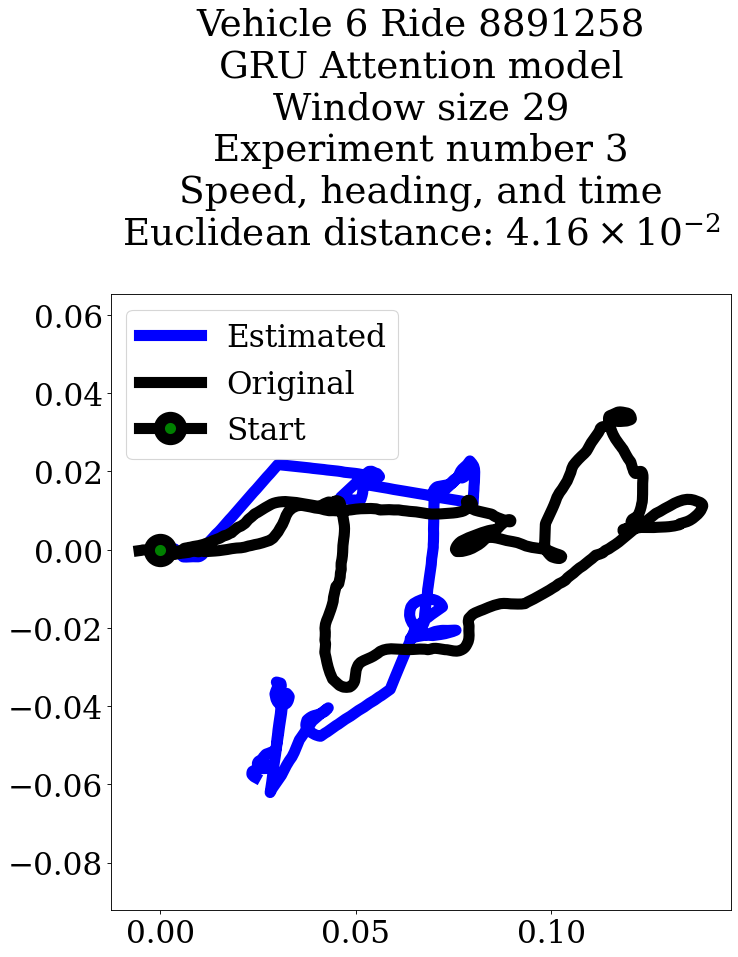 Vehicle 6 Ride 8891258
GRU Attention model
Window size 29
Experiment number 3
Speed, heading, and time
Euclidean distance: 4.16 × 10⁻²
Estimated
Original
Start
0.06
0.04
0.02
0.00
−0.02
−0.04
−0.06
−0.08
0.00 0.05 0.10